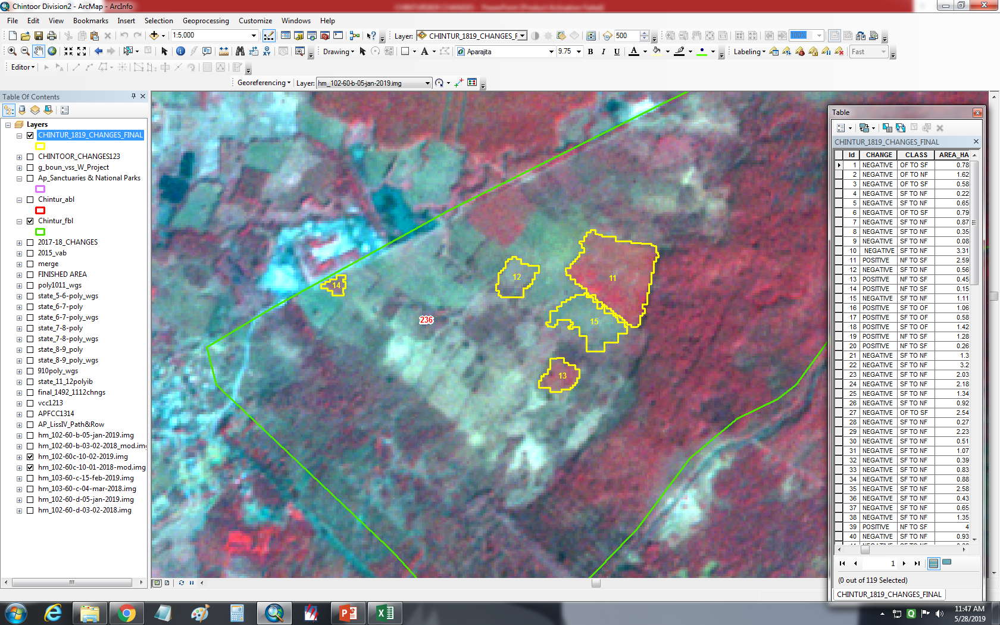 Chintoor Division2 - ArcMap - ArcInfo
File Edit View Bookmarks Insert Selection Geoprocessing Customize Windows Help
1:5,000 Layer: CHINTUR_1819_CHANGES_F 500 100%
Drawing Aparajita 9.75 B I U A Labeling Fast
Editor
Georeferencing Layer: hm_102-60-b-05-jan-2019.img
Table Of Contents
Layers
CHINTUR_1819_CHANGES_FINAL
CHINTOOR_CHANGES123
g_boun_vss_W_Project
Ap_Sanctuaries & National Parks
Chintur_abl
Chintur_fbl
2017-18_CHANGES
2015_vab
merge
FINISHED AREA
poly1011_wgs
state_5-6-poly_wgs
state_6-7-poly
state_6-7-poly_wgs
state_7-8-poly
state_7-8-poly_wgs
state_8-9_poly
state_8-9_poly_wgs
910poly_wgs
state_11_12polyib
final_1492_1112chngs
vcc1213
APFCC1314
AP_LissIV_Path&Row
hm_102-60-b-05-jan-2019.img
hm_102-60-b-03-02-2018_mod.im
hm_102-60c-10-02-2019.img
hm_102-60c-10-01-2018-mod.img
hm_103-60-c-15-feb-2019.img
hm_103-60-c-04-mar-2018.img
hm_102-60-d-05-jan-2019.img
hm_102-60-d-03-02-2018.img
12
11
14
236
15
13
Table
CHINTUR_1819_CHANGES_FINAL
Id CHANGE CLASS AREA_HA
1 NEGATIVE OF TO SF 0.78
2 NEGATIVE OF TO NF 1.62
3 NEGATIVE OF TO NF 0.58
4 NEGATIVE SF TO NF 0.22
5 NEGATIVE SF TO NF 0.65
6 NEGATIVE OF TO SF 0.79
7 NEGATIVE SF TO NF 0.87
8 NEGATIVE SF TO NF 0.35
9 NEGATIVE SF TO NF 0.08
10 NEGATIVE SF TO NF 3.31
11 POSITIVE NF TO SF 2.59
12 NEGATIVE SF TO NF 0.56
13 POSITIVE NF TO SF 0.45
14 POSITIVE NF TO SF 0.15
15 NEGATIVE SF TO NF 1.11
16 POSITIVE SF TO OF 1.06
17 POSITIVE SF TO OF 0.58
18 POSITIVE SF TO OF 1.42
19 POSITIVE NF TO SF 1.28
20 POSITIVE NF TO SF 0.26
21 NEGATIVE SF TO NF 1.3
22 NEGATIVE SF TO NF 3.2
23 NEGATIVE SF TO NF 2.03
24 NEGATIVE SF TO NF 2.18
25 NEGATIVE SF TO NF 1.34
26 NEGATIVE SF TO NF 0.92
27 NEGATIVE OF TO SF 2.54
28 NEGATIVE SF TO NF 0.27
29 NEGATIVE SF TO NF 2.23
30 NEGATIVE SF TO NF 0.51
31 NEGATIVE SF TO NF 1.07
32 NEGATIVE SF TO NF 0.39
33 NEGATIVE SF TO NF 0.83
34 NEGATIVE SF TO NF 0.88
35 NEGATIVE SF TO NF 2.58
36 NEGATIVE SF TO NF 0.43
37 NEGATIVE SF TO NF 0.65
38 NEGATIVE SF TO NF 1.35
39 POSITIVE NF TO SF 4
40 NEGATIVE SF TO NF 0.93
1
(0 out of 119 Selected)
CHINTUR_1819_CHANGES_FINAL
11:47 AM
5/28/2019